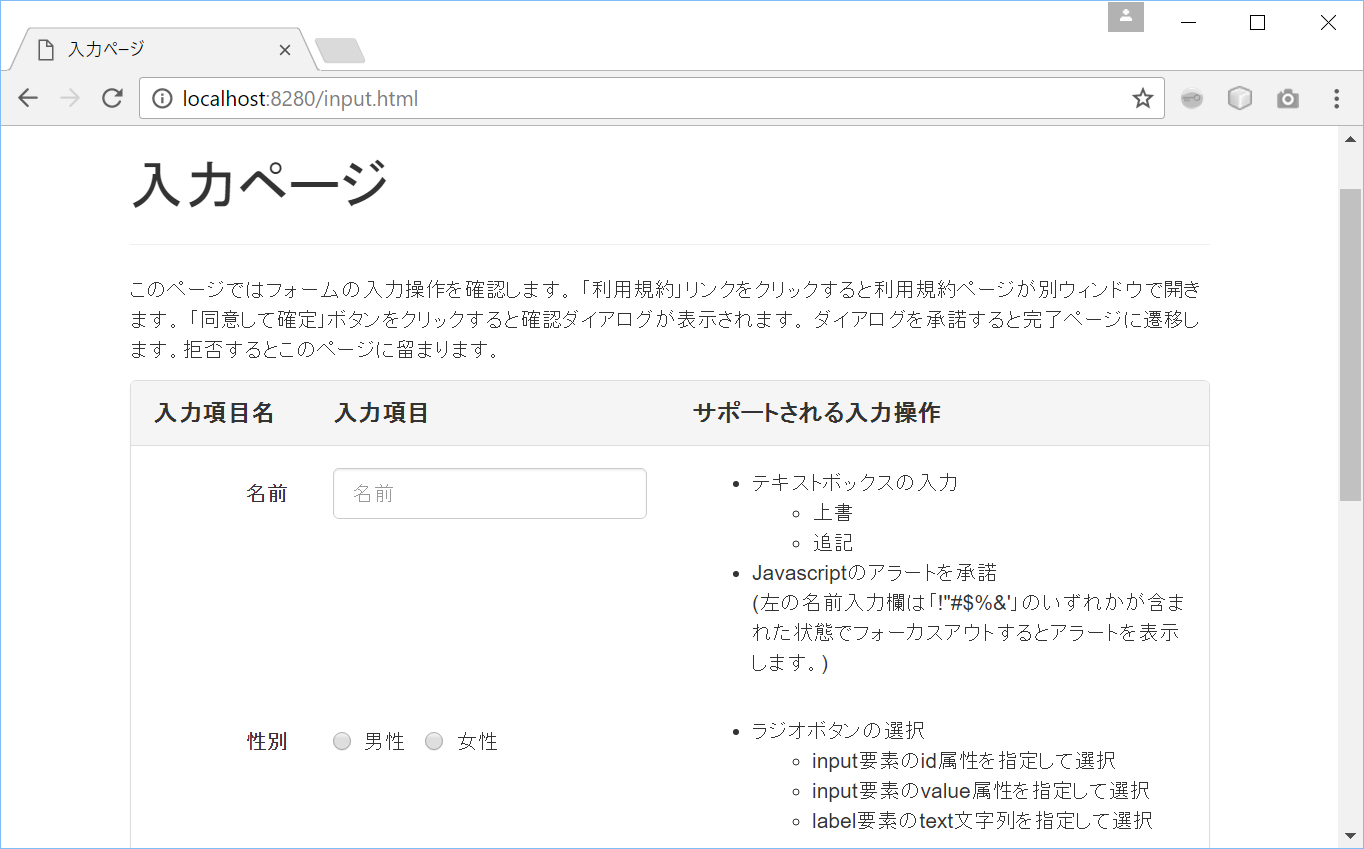 入力ページ
localhost:8280/input.html
入力ページ
このページではフォームの入力操作を確認します。「利用規約」リンクをクリックすると利用規約ページが別ウィンドウで開き
ます。「同意して確定」ボタンをクリックすると確認ダイアログが表示されます。ダイアログを承諾すると完了ページに遷移し
ます。拒否するとこのページに留まります。
入力項目名 入力項目 サポートされる入力操作
名前 名前
テキストボックスの入力
上書
追記
Javascriptのアラートを承諾
(左の名前入力欄は「!"#$%&'」のいずれかが含ま
れた状態でフォーカスアウトするとアラートを表示
します。)
性別 男性 女性
ラジオボタンの選択
input要素のid属性を指定して選択
input要素のvalue属性を指定して選択
label要素のtext文字列を指定して選択